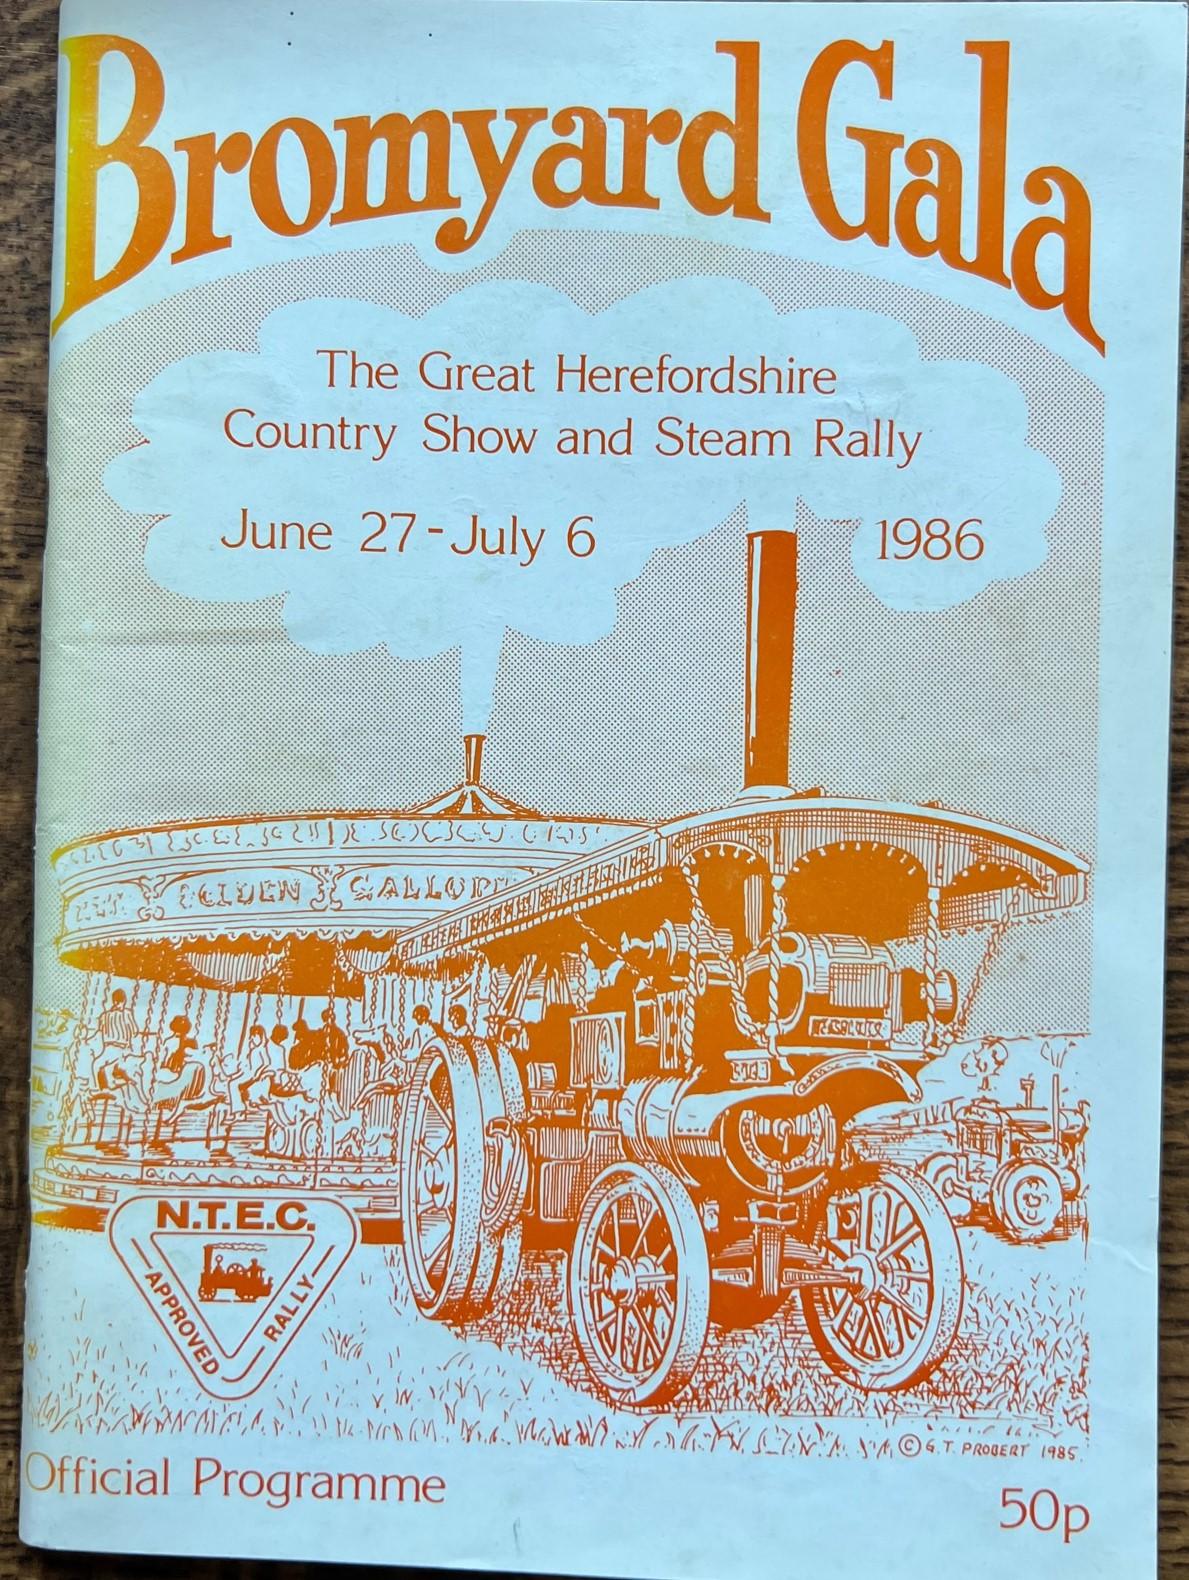 Bromyard Gala
The Great Herefordshire
Country Show and Steam Rally
June 27 - July 6 1986
GALLOP
N.T.E.C.
APPROVED
RALLY
© G.T. PROBERT 1985.
Official Programme
50p